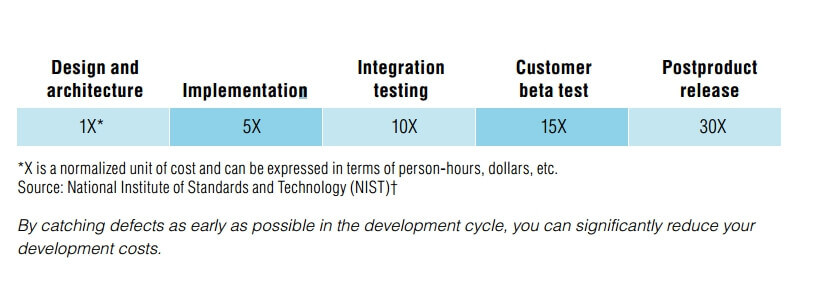 Design and architecture
Implementation
Integration testing
Customer beta test
Postproduct release
1X* 5X 10X 15X 30X
*X is a normalized unit of cost and can be expressed in terms of person-hours, dollars, etc.
Source: National Institute of Standards and Technology (NIST)†
By catching defects as early as possible in the development cycle, you can significantly reduce your
development costs.